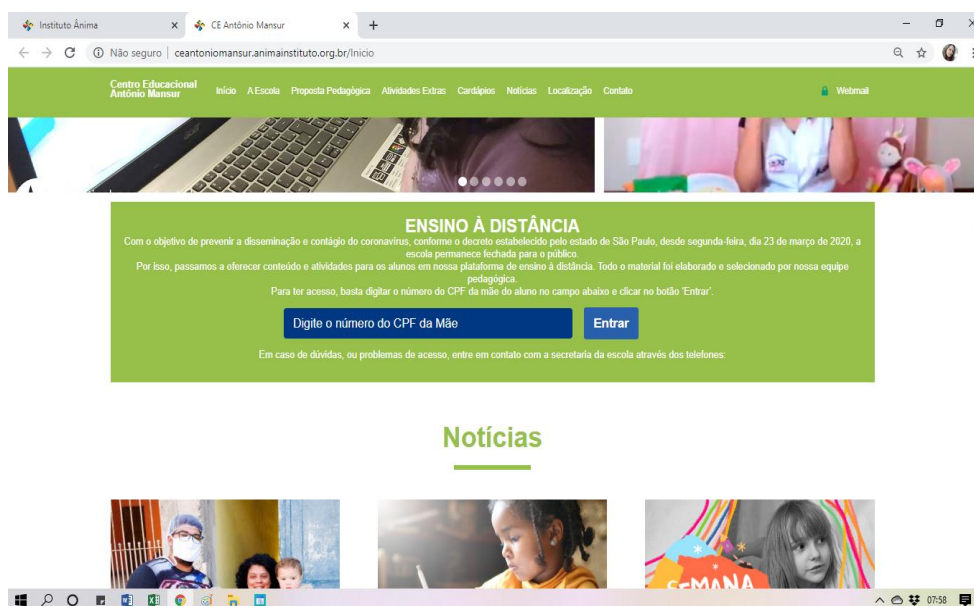 Instituto Ânima
CE Antônio Mansur
Não seguro
ceantoniomansur.animainstituto.org.br/Inicio
Centro Educacional
Antônio Mansur
Início A Escola Proposta Pedagógica Atividades Extras Cardápios Notícias Localização Contato
Webmail
acer
ENSINO À DISTÂNCIA
Com o objetivo de prevenir a disseminação e contágio do coronavírus, conforme o decreto estabelecido pelo estado de São Paulo, desde segunda-feira, dia 23 de março de 2020, a
escola permanece fechada para o público.
Por isso, passamos a oferecer conteúdo e atividades para os alunos em nossa plataforma de ensino à distância. Todo o material foi elaborado e selecionado por nossa equipe
pedagógica.
Para ter acesso, basta digitar o número do CPF da mãe do aluno no campo abaixo e clicar no botão 'Entrar'.
Digite o número do CPF da Mãe
Entrar
Em caso de dúvidas, ou problemas de acesso, entre em contato com a secretaria da escola através dos telefones:
Notícias
SEMANA
07:58